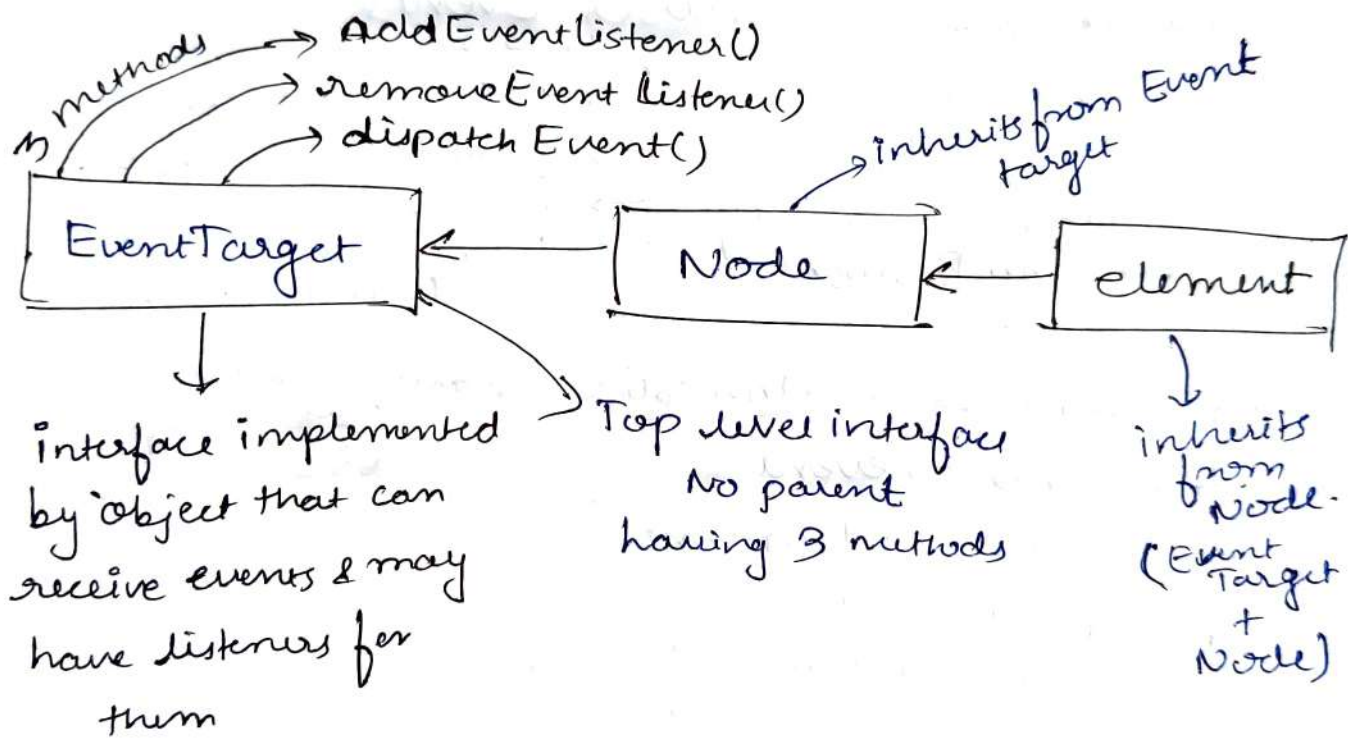 3 methods
AddEventListener()
removeEvent Listener()
dispatch Event()
inherits from Event
target
EventTarget
Node
element
interface implemented
by object that can
receive events & may
have listeners for
them
Top level interface
No parent
having 3 methods
inherits
from
Node.
(Event
Target
+
Node)